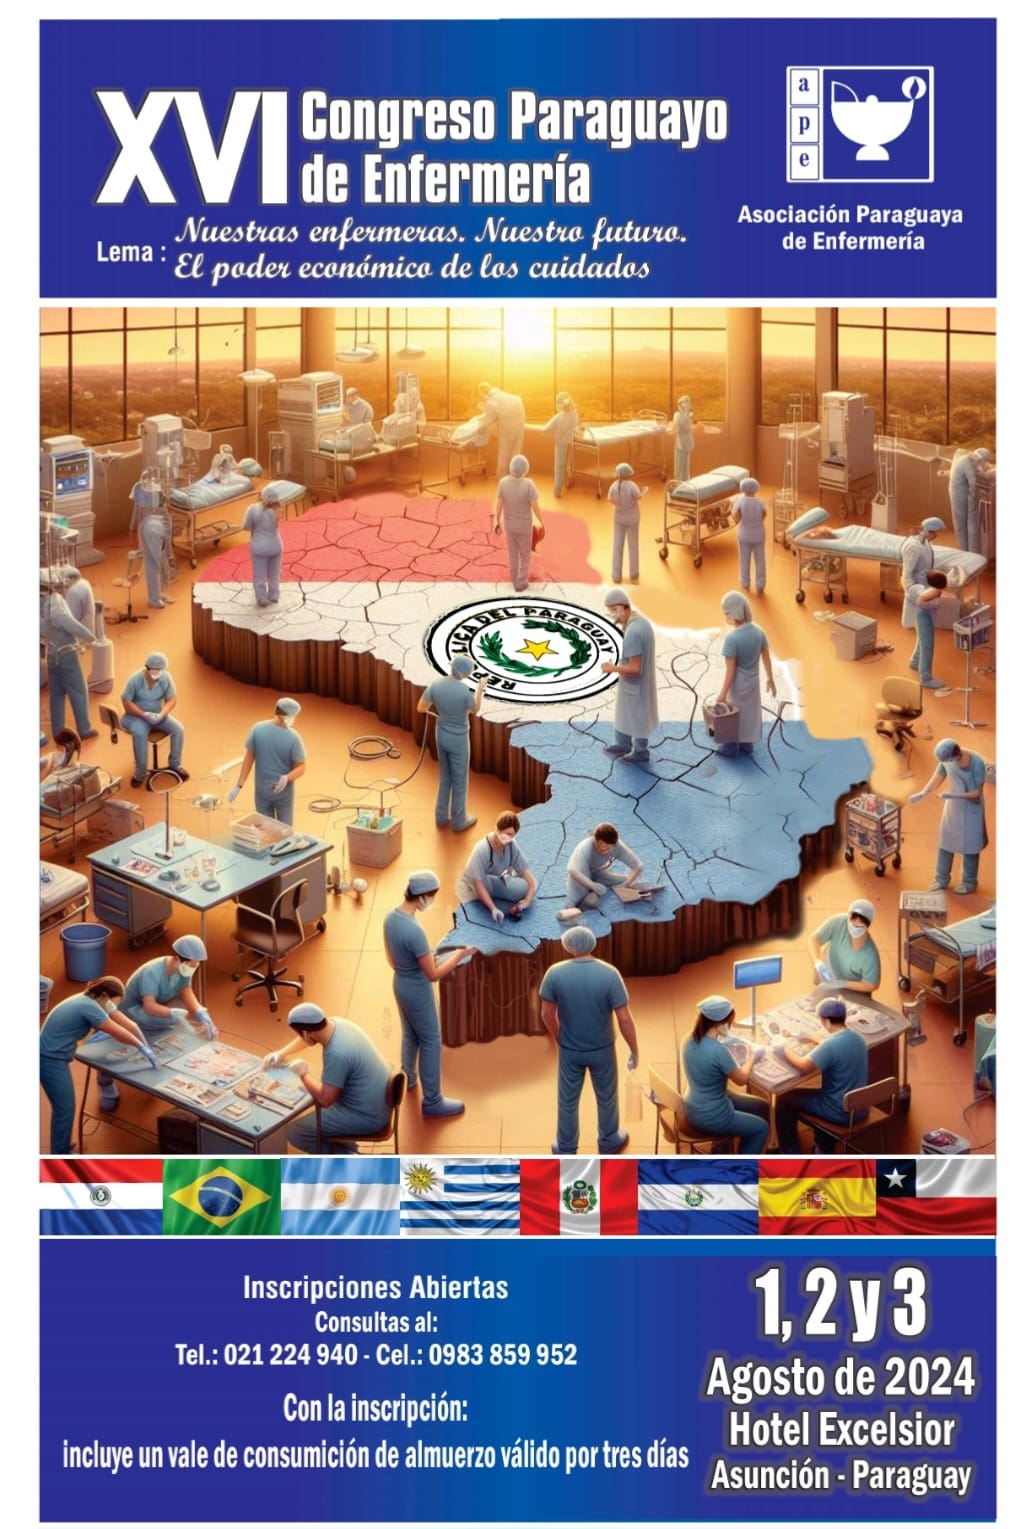 XVI Congreso Paraguayo
de Enfermería
Lema :
Nuestras enfermeras. Nuestro futuro.
El poder económico de los cuidados
a
p
e
Asociación Paraguaya
de Enfermería
REPÚBLICA DEL PARAGUAY
Inscripciones Abiertas
Consultas al:
Tel.: 021 224 940 - Cel.: 0983 859 952
Con la inscripción:
incluye un vale de consumición de almuerzo válido por tres días
1, 2 y 3
Agosto de 2024
Hotel Excelsior
Asunción - Paraguay